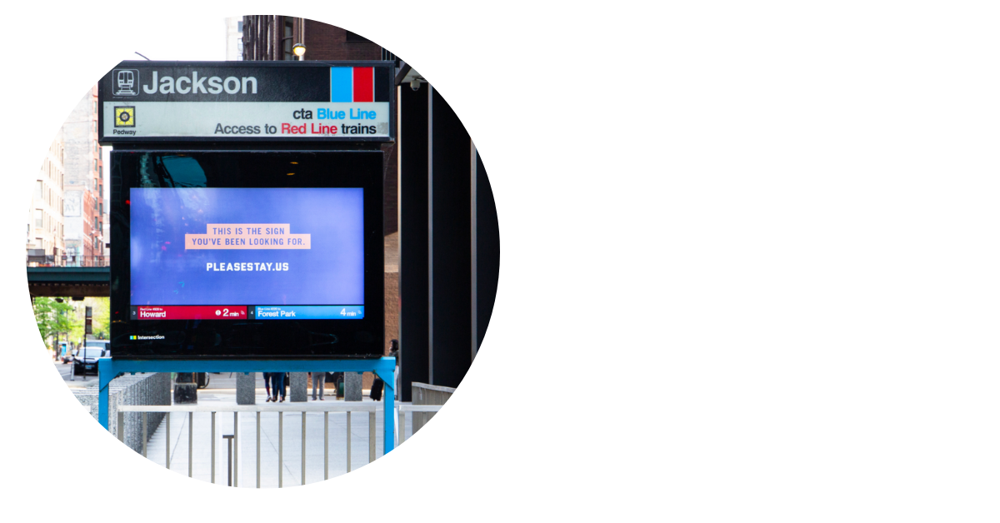 Jackson
Pedway
cta Blue Line
Access to Red Line trains
THIS IS THE SIGN
YOU'VE BEEN LOOKING FOR.
PLEASESTAY.US
Howard
2 min
Forest Park
4 min
Intersection